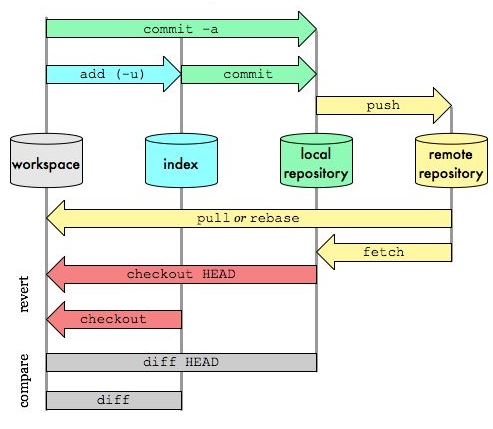 commit -a
add (-u)
commit
push
workspace
index
local
repository
remote
repository
pull or rebase
fetch
revert
checkout HEAD
checkout
compare
diff HEAD
diff